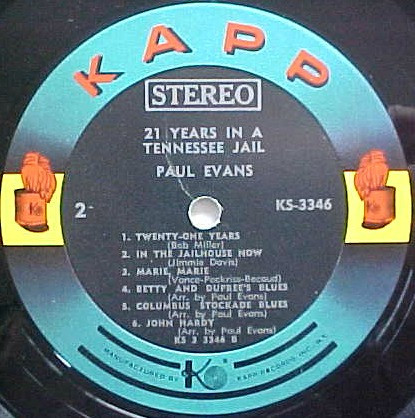 KAPP
STEREO
21 YEARS IN A
TENNESSEE JAIL
PAUL EVANS
2
KS-3346
1. TWENTY-ONE YEARS
(Bob Miller)
2. IN THE JAILHOUSE NOW
(Jimmie Davis)
3. MARIE, MARIE
(Vance-Pockriss-Becaud)
4. BETTY AND DUPREE'S BLUES
(Arr. by Paul Evans)
5. COLUMBUS STOCKADE BLUES
(Arr. by Paul Evans)
6. JOHN HARDY
(Arr. by Paul Evans)
KS 3 3346 B
MANUFACTURED BY K KAPP RECORDS, INC., N.Y.